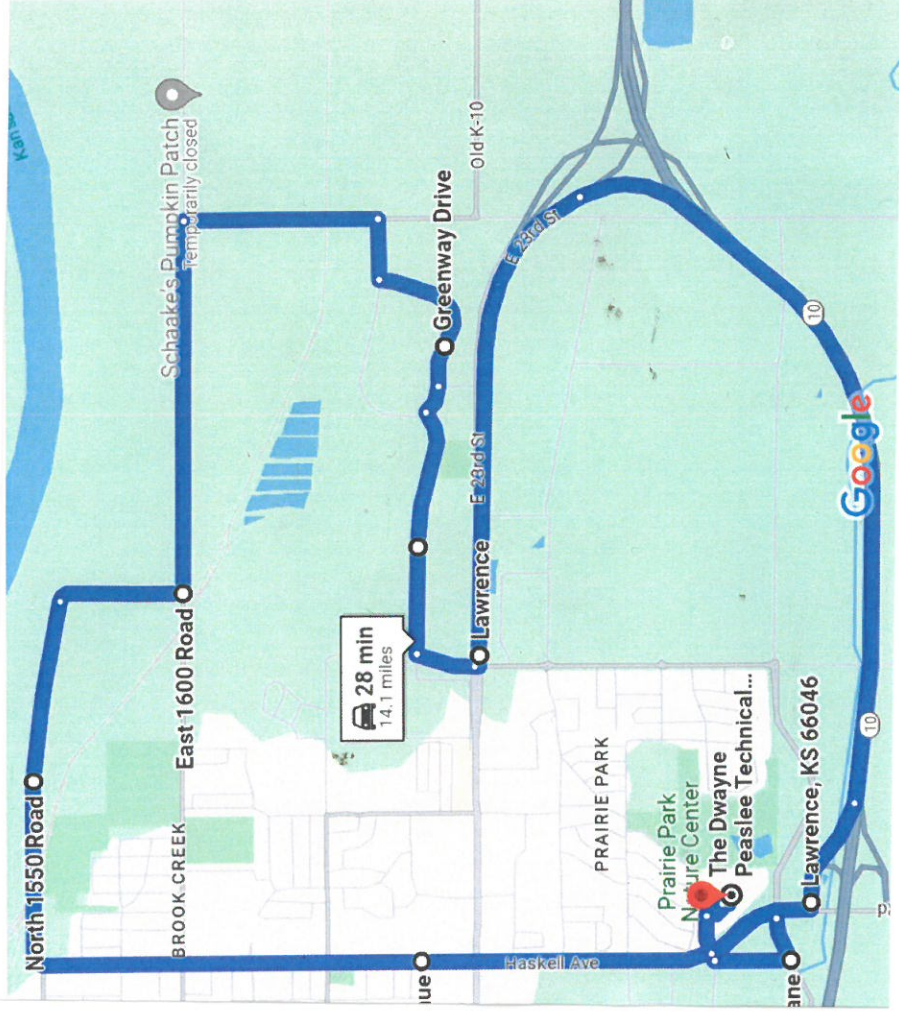 Kan
Schaake's Pumpkin Patch
Temporarily closed
North 1550 Road
East 1600 Road
BROOK CREEK
Greenway Drive
Old K-10
E 23rd St
E 23rd St
28 min
14.1 miles
Lawrence
PRAIRIE PARK
Prairie Park
Nature Center
The Dwayne
Peaslee Technical...
Lawrence, KS 66046
Haskell Ave
ue
ane
10
10
Google